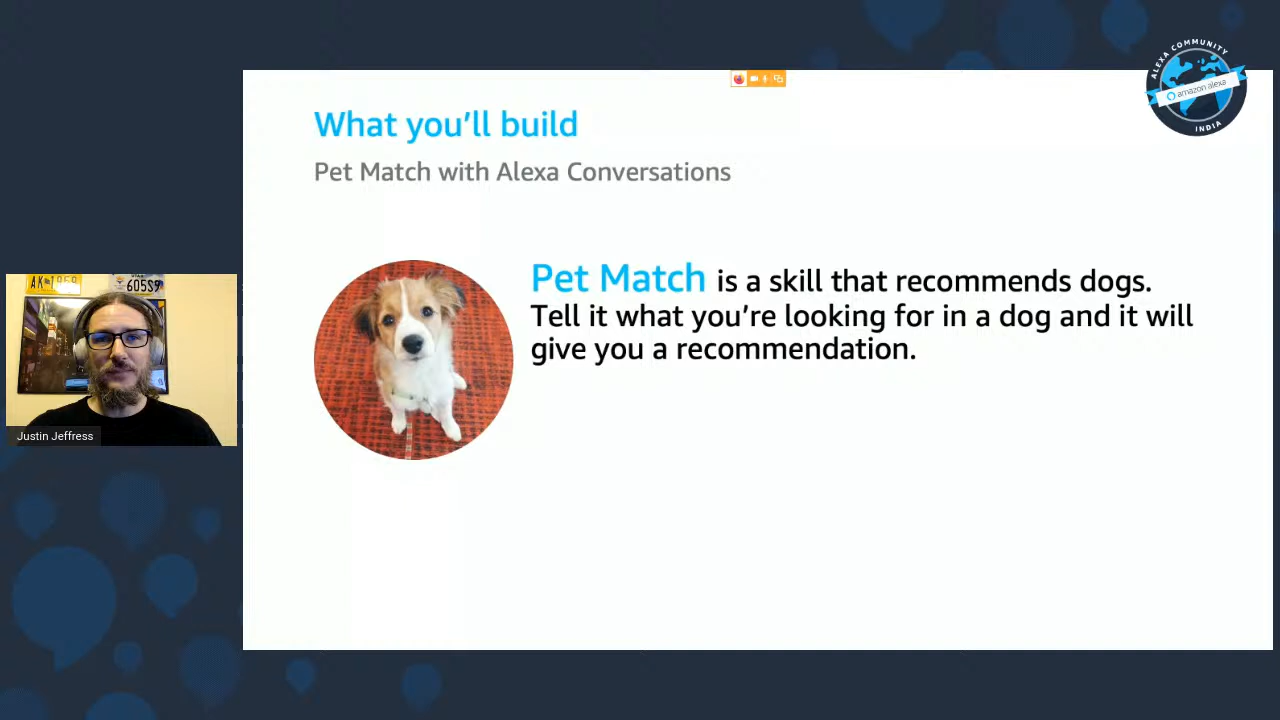 What you'll build
Pet Match with Alexa Conversations
Pet Match is a skill that recommends dogs.
Tell it what you're looking for in a dog and it will
give you a recommendation.
ALEXA COMMUNITY
amazon alexa
INDIA
605S9
Justin Jeffress